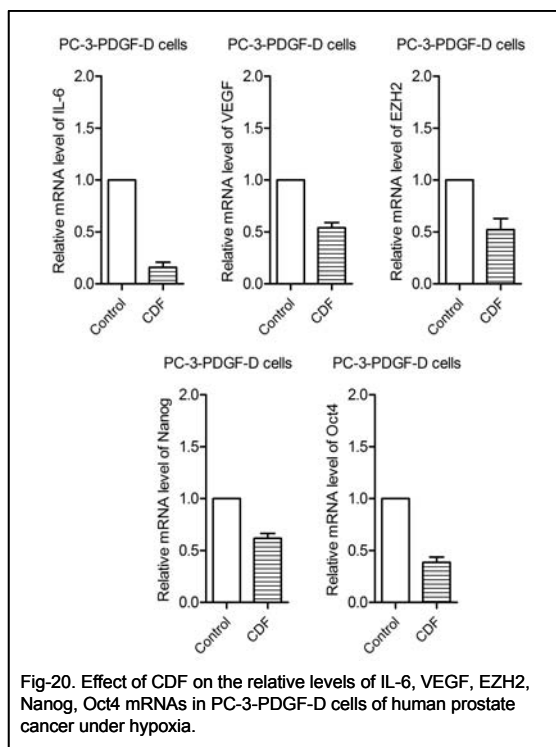 PC-3-PDGF-D cells
Relative mRNA level of IL-6
2.0
1.5
1.0
0.5
0.0
Control
CDF
PC-3-PDGF-D cells
Relative mRNA level of VEGF
2.0
1.5
1.0
0.5
0.0
Control
CDF
PC-3-PDGF-D cells
Relative mRNA level of EZH2
2.0
1.5
1.0
0.5
0.0
Control
CDF
PC-3-PDGF-D cells
Relative mRNA level of Nanog
2.0
1.5
1.0
0.5
0.0
Control
CDF
PC-3-PDGF-D cells
Relative mRNA level of Oct4
2.0
1.5
1.0
0.5
0.0
Control
CDF
Fig-20. Effect of CDF on the relative levels of IL-6, VEGF, EZH2,
Nanog, Oct4 mRNAs in PC-3-PDGF-D cells of human prostate
cancer under hypoxia.